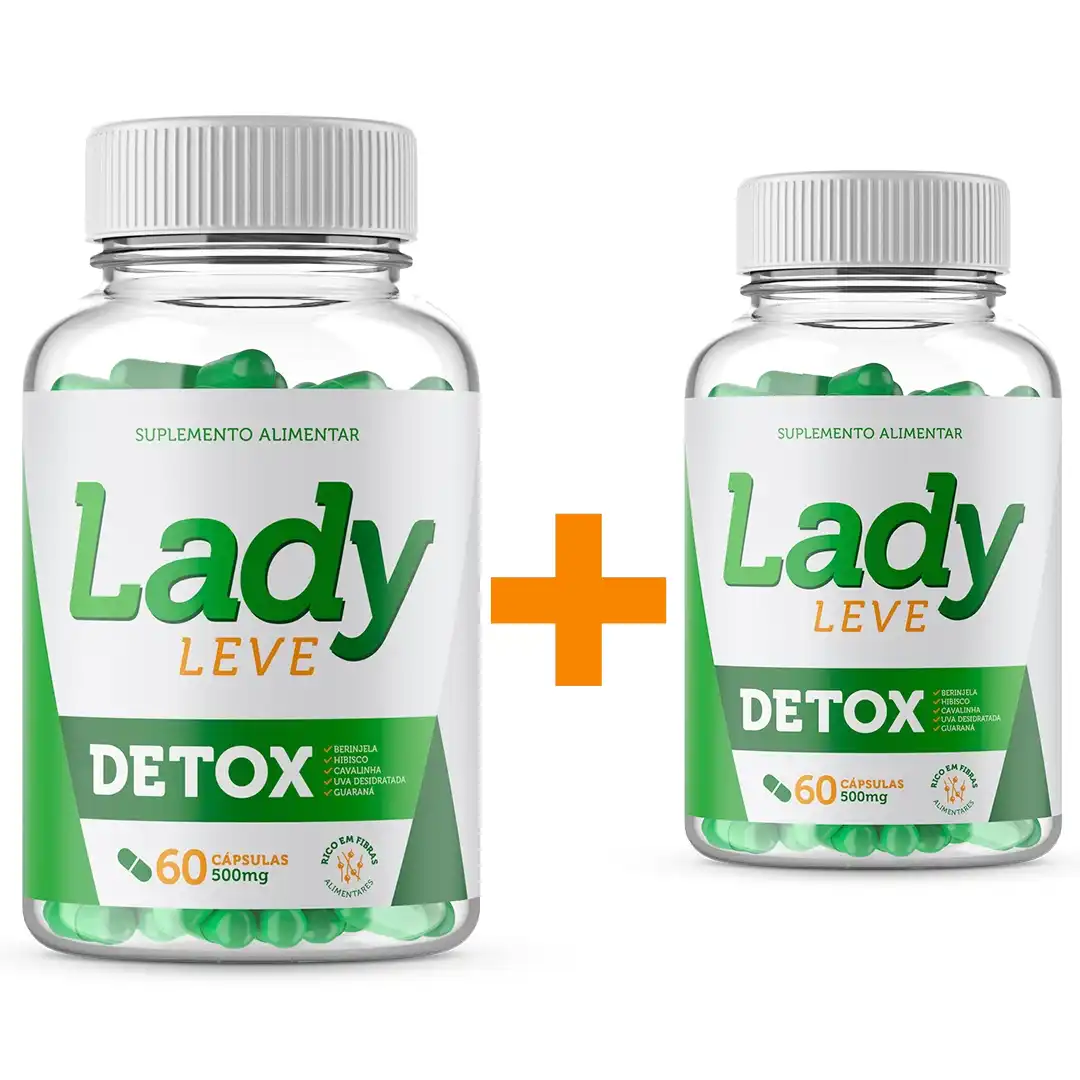 SUPLEMENTO ALIMENTAR
Lady
LEVE
DETOX
BERINJELA
HIBISCO
CAVALINHA
UVA DESIDRATADA
GUARANÁ
60 CÁPSULAS
500mg
RICO EM FIBRAS
ALIMENTARES
SUPLEMENTO ALIMENTAR
Lady
LEVE
DETOX
BERINJELA
HIBISCO
CAVALINHA
UVA DESIDRATADA
GUARANÁ
60 CÁPSULAS
500mg
RICO EM FIBRAS
ALIMENTARES